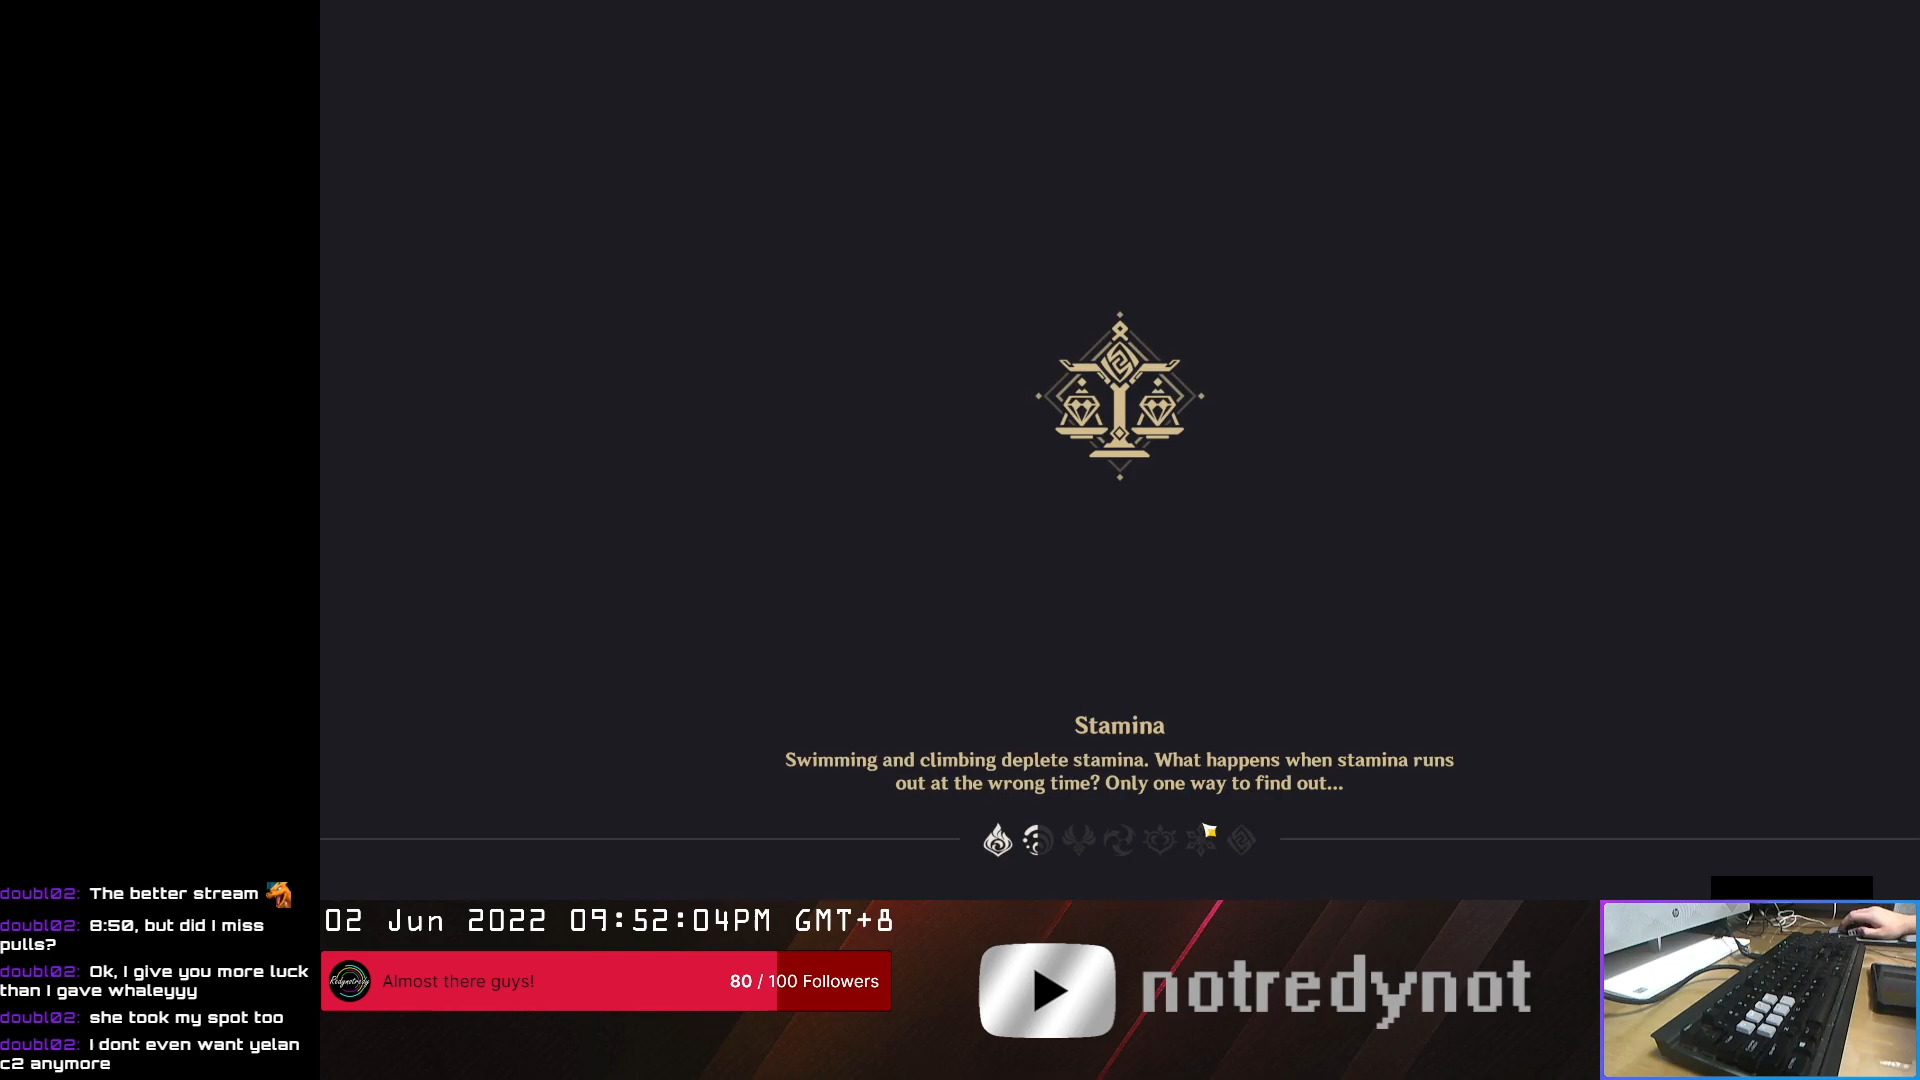 Stamina
Swimming and climbing deplete stamina. What happens when stamina runs
out at the wrong time? Only one way to find out...
doubl02: The better stream
doubl02: 8:50, but did I miss
pulls?
doubl02: Ok, I give you more luck
than I gave whaleyyy
doubl02: she took my spot too
doubl02: I dont even want yelan
c2 anymore
02 Jun 2022 09:52:04PM GMT+8
Almost there guys!
80 / 100 Followers
notredynot
hp